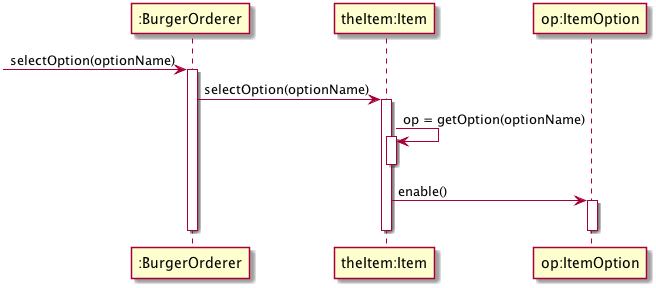 :BurgerOrderer
theItem:Item
op:ItemOption
selectOption(optionName)
selectOption(optionName)
op = getOption(optionName)
enable()
:BurgerOrderer
theItem:Item
op:ItemOption